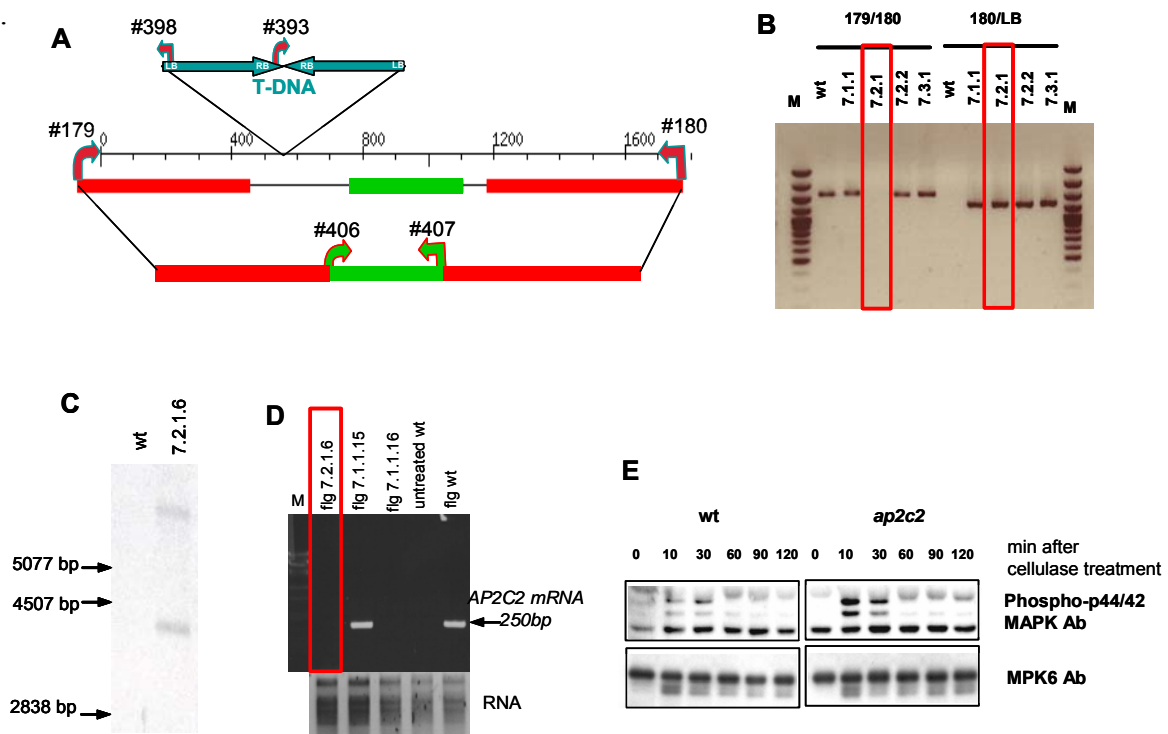 A
#398
#393
LB
RB
RB
LB
T-DNA
#179
0
400
800
1200
1600
#180
#406
#407
B
179/180
180/LB
M
wt
7.1.1
7.2.1
7.2.2
7.3.1
wt
7.1.1
7.2.1
7.2.2
7.3.1
M
C
wt
7.2.1.6
5077 bp
4507 bp
2838 bp
D
M
flg 7.2.1.6
flg 7.1.1.15
flg 7.1.1.16
untreated wt
flg wt
AP2C2 mRNA
250bp
RNA
E
wt
ap2c2
0 10 30 60 90 120
0 10 30 60 90 120
min after
cellulase treatment
Phospho-p44/42
MAPK Ab
MPK6 Ab